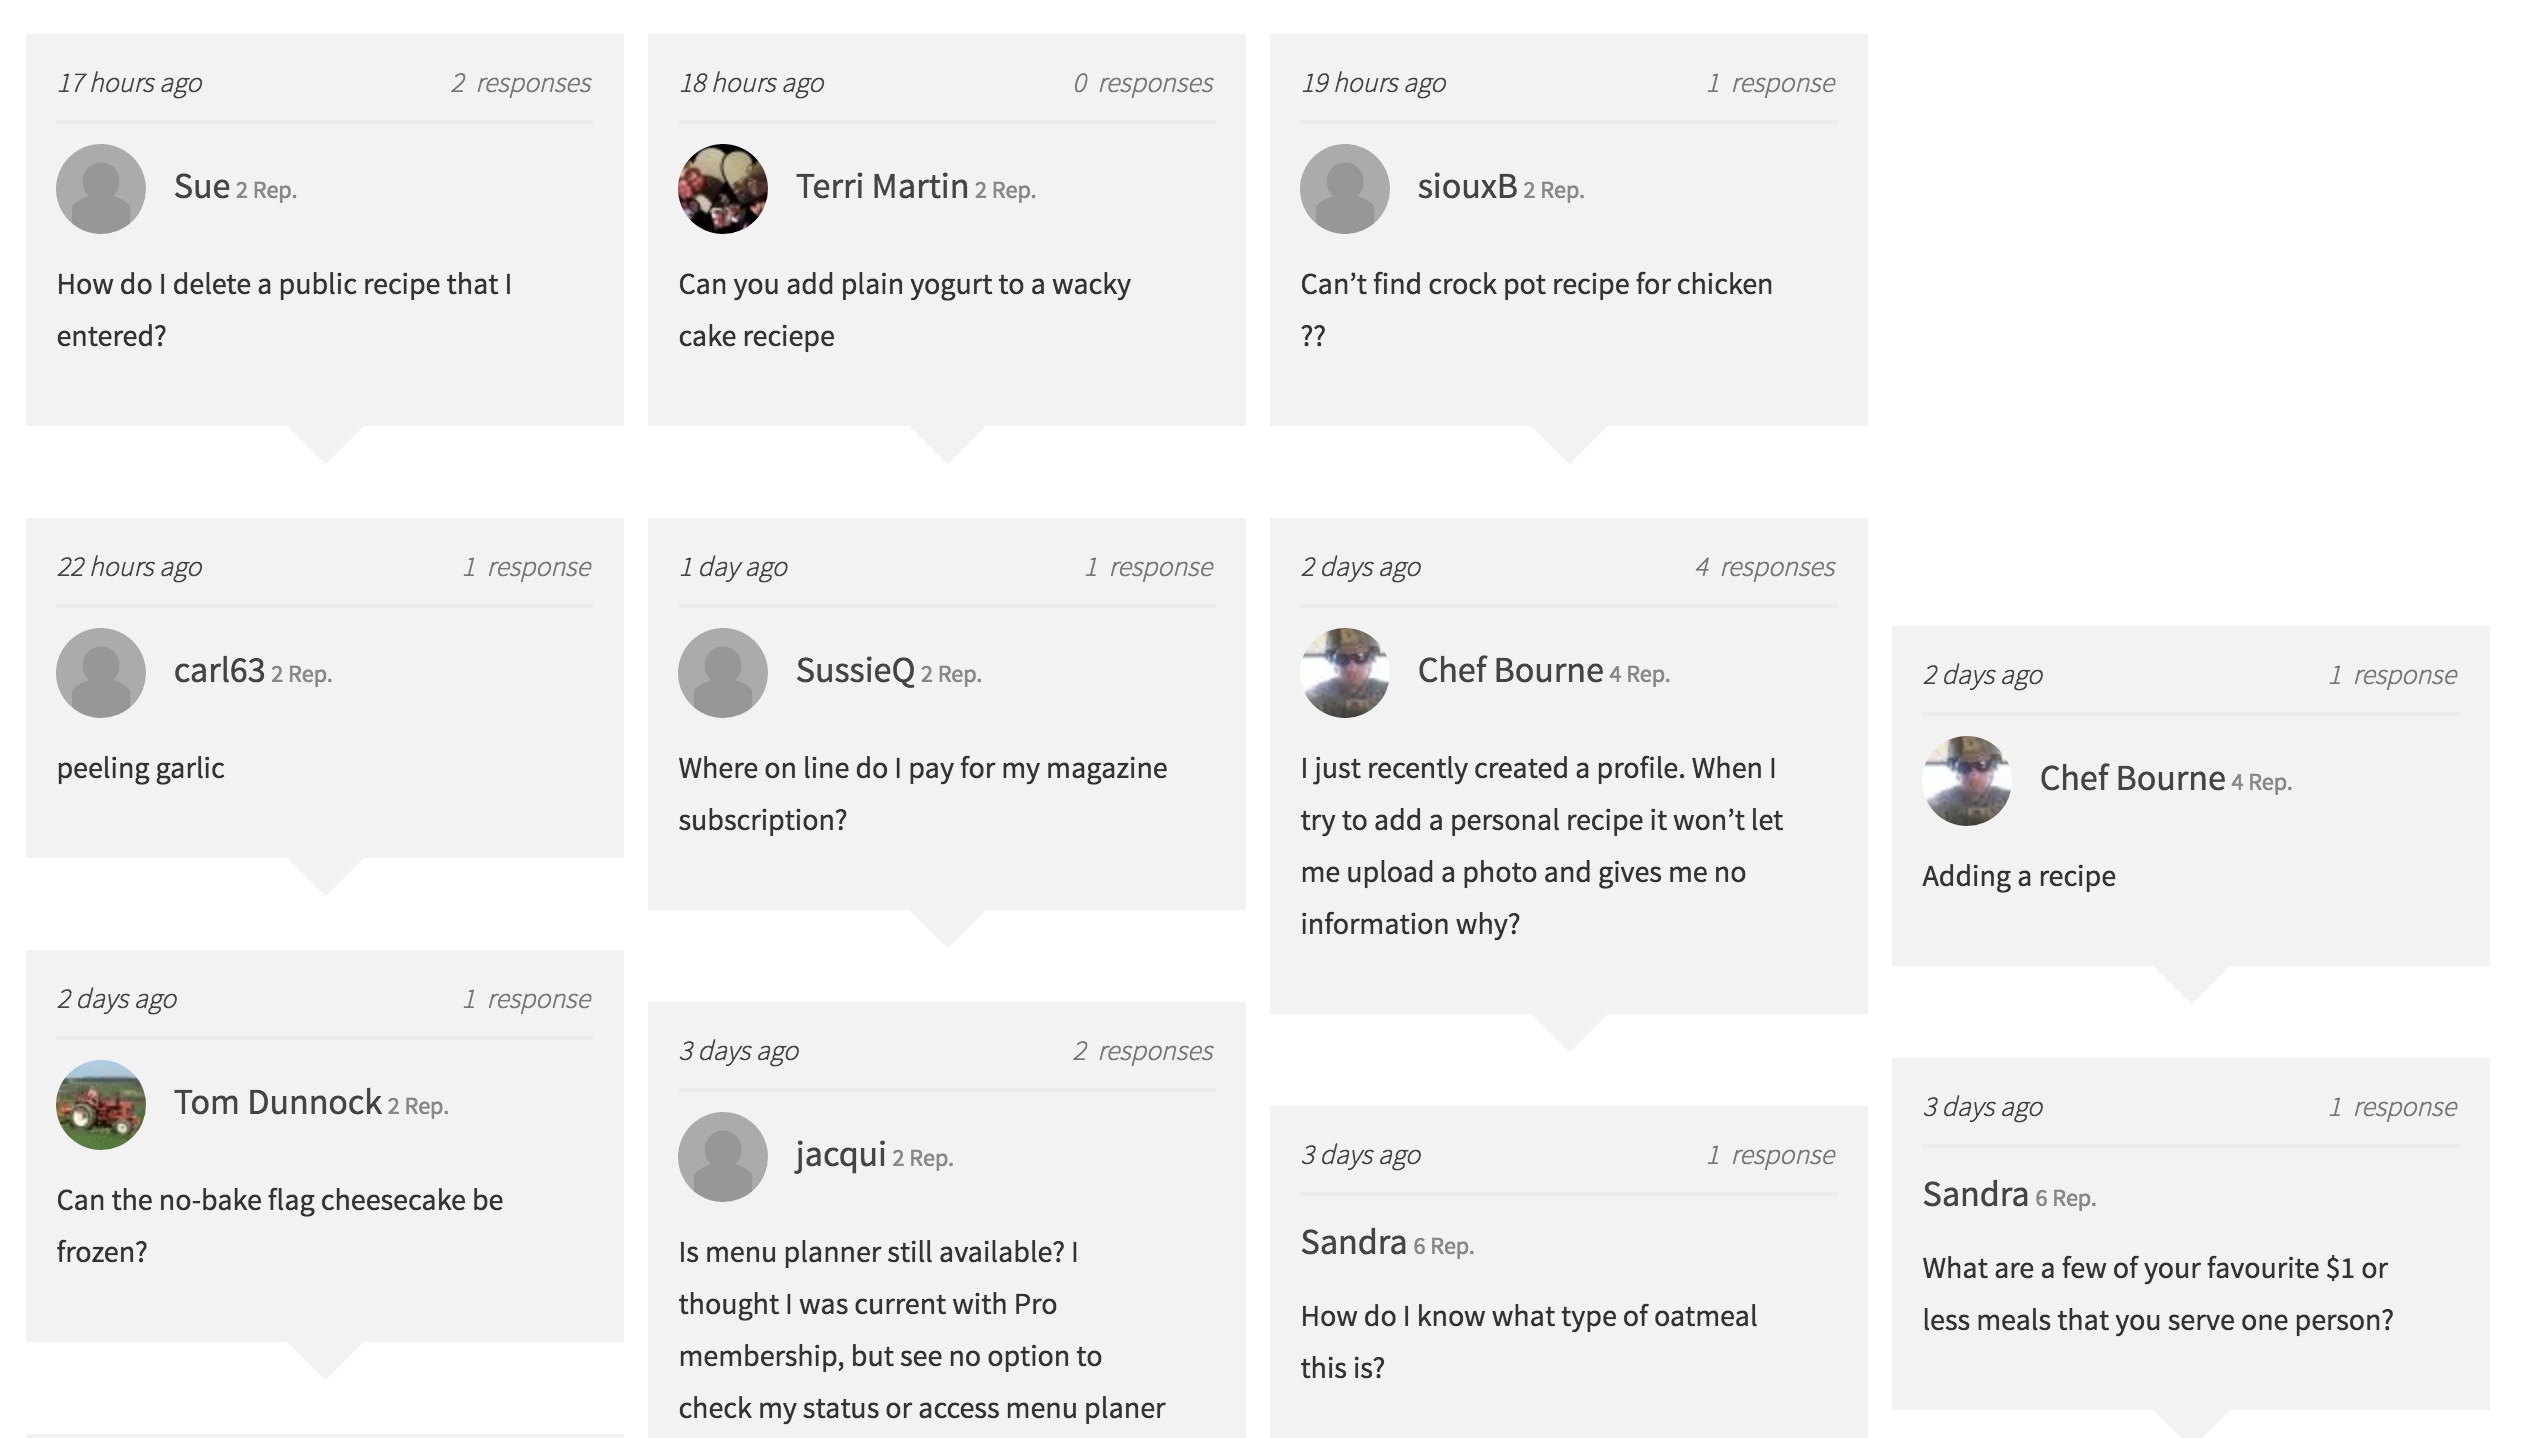 17 hours ago 2 responses
Sue 2 Rep.
How do I delete a public recipe that I
entered?
18 hours ago 0 responses
Terri Martin 2 Rep.
Can you add plain yogurt to a wacky
cake reciepe
19 hours ago 1 response
siouxB 2 Rep.
Can’t find crock pot recipe for chicken
??
22 hours ago 1 response
carl63 2 Rep.
peeling garlic
1 day ago 1 response
SussieQ 2 Rep.
Where on line do I pay for my magazine
subscription?
2 days ago 4 responses
Chef Bourne 4 Rep.
I just recently created a profile. When I
try to add a personal recipe it won’t let
me upload a photo and gives me no
information why?
2 days ago 1 response
Chef Bourne 4 Rep.
Adding a recipe
2 days ago 1 response
Tom Dunnock 2 Rep.
Can the no-bake flag cheesecake be
frozen?
3 days ago 2 responses
jacqui 2 Rep.
Is menu planner still available? I
thought I was current with Pro
membership, but see no option to
check my status or access menu planer
3 days ago 1 response
Sandra 6 Rep.
How do I know what type of oatmeal
this is?
3 days ago 1 response
Sandra 6 Rep.
What are a few of your favourite $1 or
less meals that you serve one person?